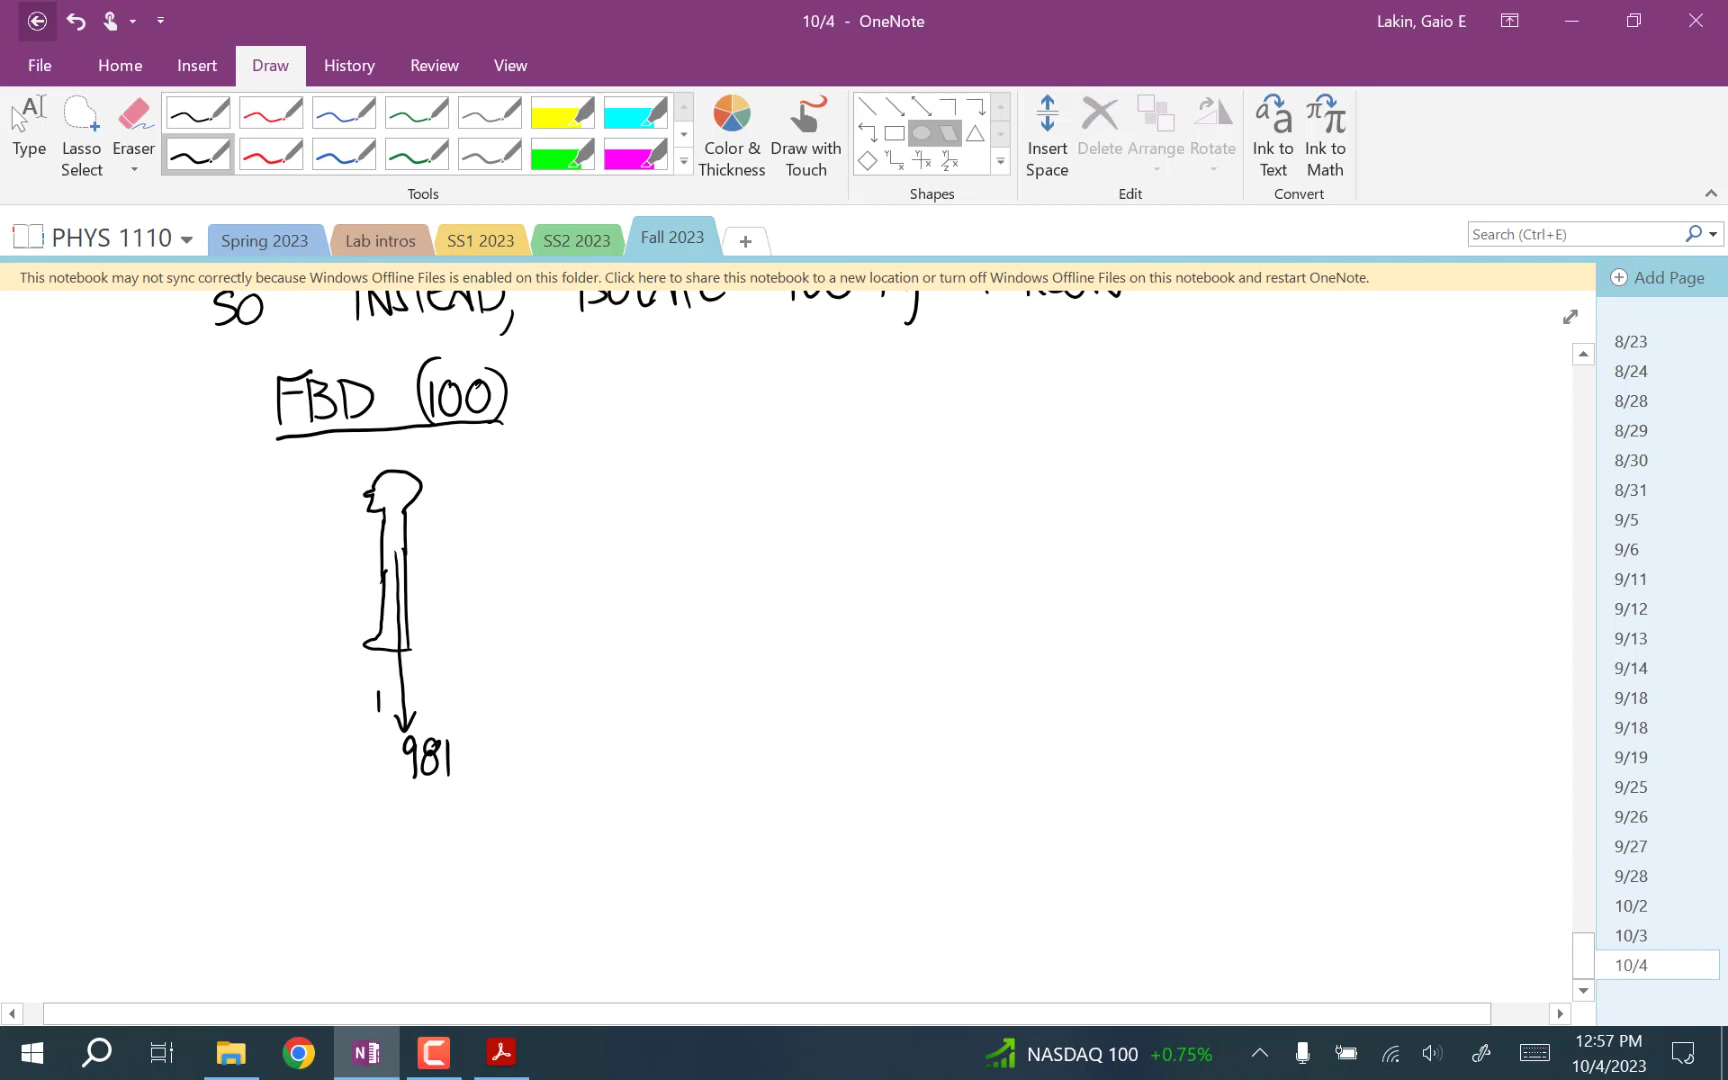 10/4 - OneNote
Lakin, Gaio E
File Home Insert Draw History Review View
Type
Lasso Select
Eraser
Color & Thickness
Draw with Touch
Insert Space
Delete
Arrange
Rotate
Ink to Text
Ink to Math
Tools
Shapes
Edit
Convert
PHYS 1110
Spring 2023
Lab intros
SS1 2023
SS2 2023
Fall 2023
Search (Ctrl+E)
This notebook may not sync correctly because Windows Offline Files is enabled on this folder. Click here to share this notebook to a new location or turn off Windows Offline Files on this notebook and restart OneNote.
Add Page
SO INSTEAD, ISOLATE 100
FBD (100)
1
981
8/23
8/24
8/28
8/29
8/30
8/31
9/5
9/6
9/11
9/12
9/13
9/14
9/18
9/18
9/19
9/25
9/26
9/27
9/28
10/2
10/3
10/4
NASDAQ 100 +0.75%
12:57 PM
10/4/2023